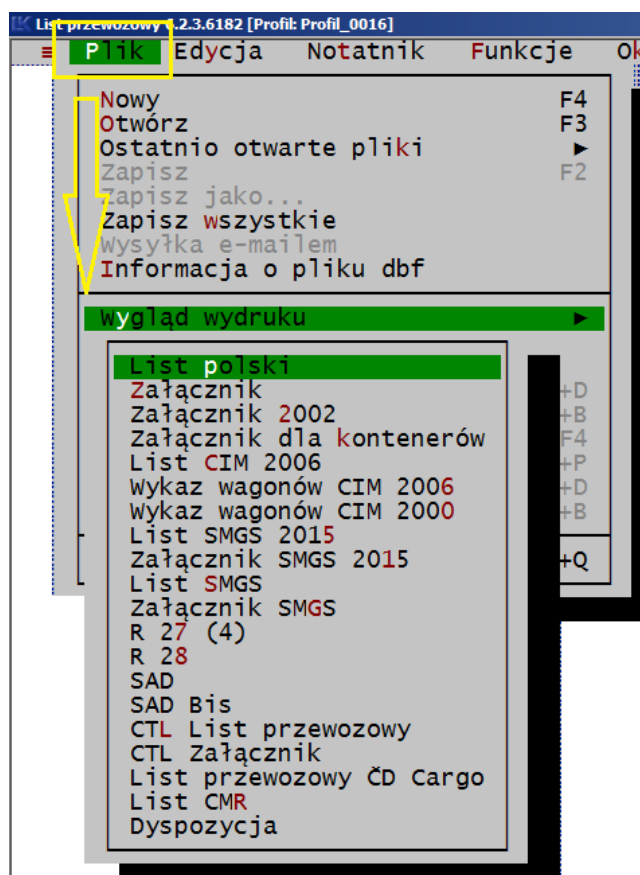 List przewozowy 6.2.3.6182 [Profil: Profil_0016]
≡ Plik Edycja Notatnik Funkcje
Nowy F4
Otwórz F3
Ostatnio otwarte pliki ►
Zapisz F2
Zapisz jako...
Zapisz wszystkie
Wysyłka e-mailem
Informacja o pliku dbf
Wygląd wydruku ►
List polski
Załącznik +D
Załącznik 2002 +B
Załącznik dla kontenerów F4
List CIM 2006 +P
Wykaz wagonów CIM 2006 +D
Wykaz wagonów CIM 2000 +B
List SMGS 2015
Załącznik SMGS 2015 +Q
List SMGS
Załącznik SMGS
R 27 (4)
R 28
SAD
SAD Bis
CTL List przewozowy
CTL Załącznik
List przewozowy ČD Cargo
List CMR
Dyspozycja